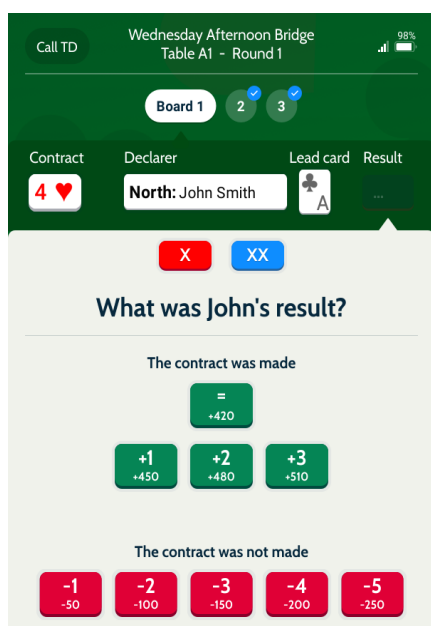 Call TD
Wednesday Afternoon Bridge
Table A1 - Round 1
98%
Board 1 2 3
Contract Declarer Lead card Result
4 ♥ North: John Smith ♣ A ...
X XX
What was John's result?
The contract was made
=
+420
+1 +2 +3
+450 +480 +510
The contract was not made
-1 -2 -3 -4 -5
-50 -100 -150 -200 -250